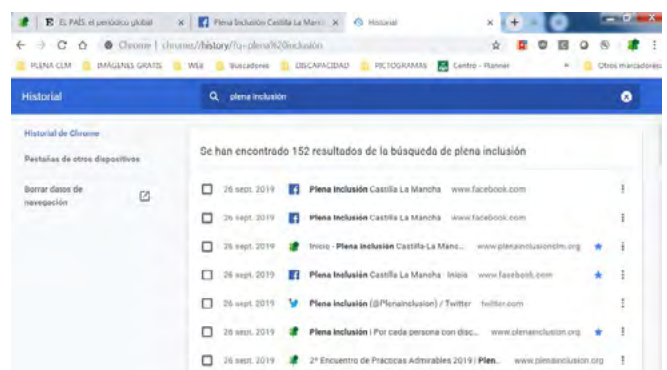 EL PAÍS: el periódico global
Plena Inclusión Castilla La Manc
Historial
Chrome | chrome://history/?q=plena%20inclusión
PLENA CLM
IMÁGENES GRATIS
WEB
Buscadores
DISCAPACIDAD
PICTOGRAMAS
Centro - Planner
»
Otros marcadores
Historial
plena inclusión
Historial de Chrome
Pestañas de otros dispositivos
Borrar datos de
navegación
Se han encontrado 152 resultados de la búsqueda de plena inclusión
26 sept. 2019 Plena Inclusión Castilla La Mancha www.facebook.com
26 sept. 2019 Plena Inclusión Castilla La Mancha www.facebook.com
26 sept. 2019 Inicio - Plena Inclusión Castilla-La Manc... www.plenainclusionclm.org
26 sept. 2019 Plena Inclusión Castilla La Mancha - Inicio www.facebook.com
26 sept. 2019 Plena Inclusión (@Plenainclusion) / Twitter twitter.com
26 sept. 2019 Plena Inclusión | Por cada persona con disc... www.plenainclusion.org
26 sept. 2019 2º Encuentro de Prácticas Admirables 2019 | Plen... www.plenainclusion.org